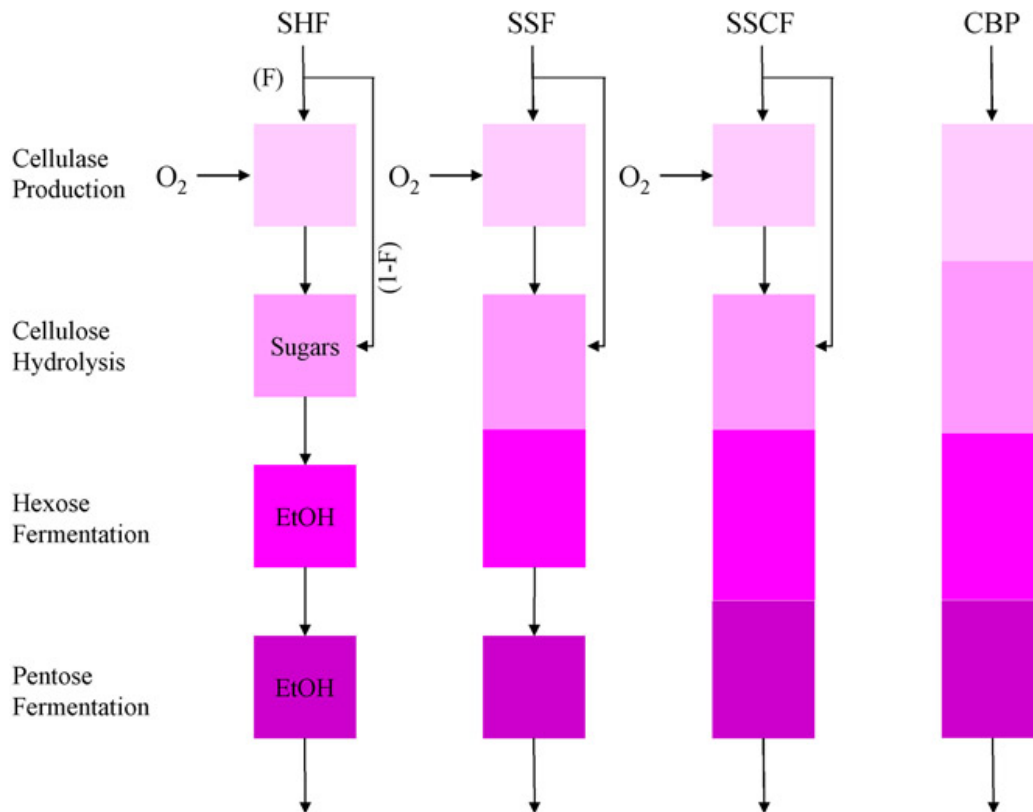 SHF
SSF
SSCF
CBP
(F)
Cellulase
Production
O₂
O₂
O₂
(1-F)
Cellulose
Hydrolysis
Sugars
Hexose
Fermentation
EtOH
Pentose
Fermentation
EtOH